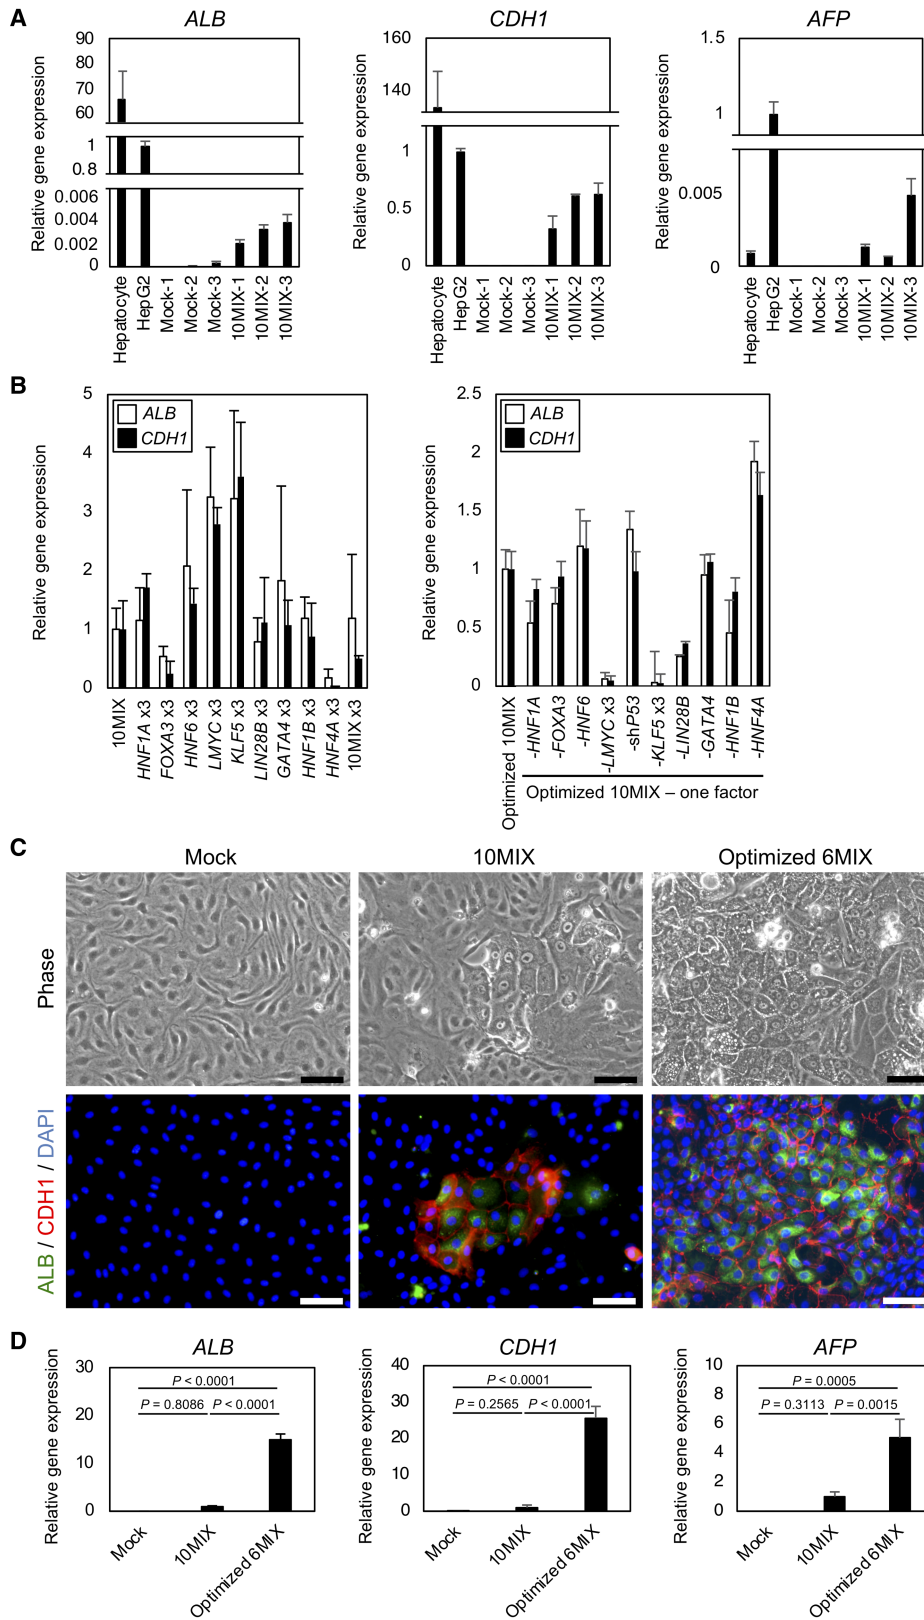 A
ALB
CDH1
AFP
Relative gene expression
90
80
70
60
1
0.8
0.006
0.004
0.002
0
Hepatocyte
HepG2
Mock-1
Mock-2
Mock-3
10MIX-1
10MIX-2
10MIX-3
Relative gene expression
160
140
1
0.5
0
Hepatocyte
HepG2
Mock-1
Mock-2
Mock-3
10MIX-1
10MIX-2
10MIX-3
Relative gene expression
1.5
1
0.005
0
Hepatocyte
HepG2
Mock-1
Mock-2
Mock-3
10MIX-1
10MIX-2
10MIX-3
B
Relative gene expression
5
4
3
2
1
0
ALB
CDH1
10MIX
HNF1A x3
FOXA3 x3
HNF6 x3
LMYC x3
KLF5 x3
LIN28B x3
GATA4 x3
HNF1B x3
HNF4A x3
10MIX x3
Relative gene expression
2.5
2
1.5
1
0.5
0
ALB
CDH1
Optimized 10MIX
-HNF1A
-FOXA3
-HNF6
-LMYC x3
-shP53
-KLF5 x3
-LIN28B
-GATA4
-HNF1B
-HNF4A
Optimized 10MIX – one factor
C
Mock
10MIX
Optimized 6MIX
Phase
ALB / CDH1 / DAPI
D
ALB
CDH1
AFP
Relative gene expression
30
20
10
0
P < 0.0001
P = 0.8086
P < 0.0001
Mock
10MIX
Optimized 6MIX
Relative gene expression
40
30
20
10
0
P < 0.0001
P = 0.2565
P < 0.0001
Mock
10MIX
Optimized 6MIX
Relative gene expression
10
8
6
4
2
0
P = 0.0005
P = 0.3113
P = 0.0015
Mock
10MIX
Optimized 6MIX